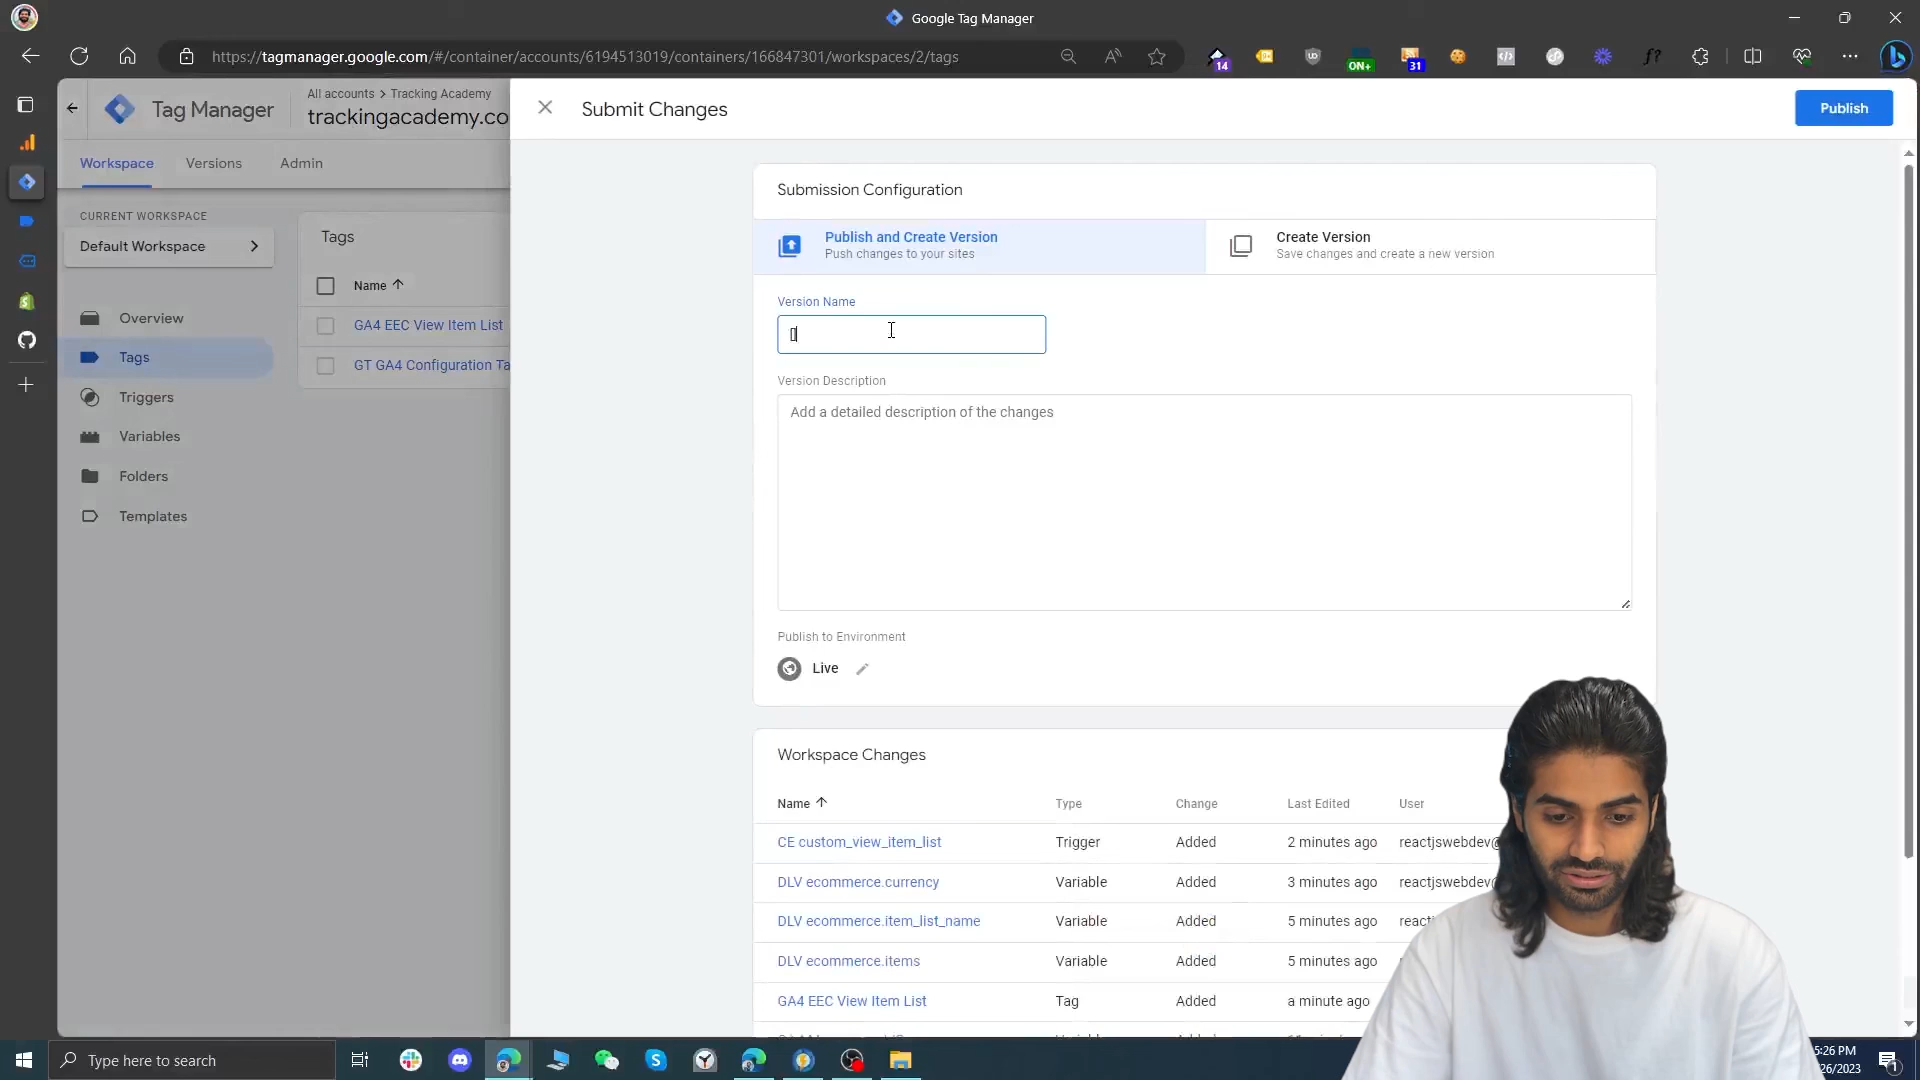 Google Tag Manager
https://tagmanager.google.com/#/container/accounts/6194513019/containers/166847301/workspaces/2/tags
14
ON+
31
Tag Manager
All accounts > Tracking Academy
trackingacademy.co
Submit Changes
Publish
Workspace
Versions
Admin
CURRENT WORKSPACE
Default Workspace
Overview
Tags
Triggers
Variables
Folders
Templates
Tags
Name
GA4 EEC View Item List
GT GA4 Configuration Ta
Submission Configuration
Publish and Create Version
Push changes to your sites
Create Version
Save changes and create a new version
Version Name
[]
Version Description
Add a detailed description of the changes
Publish to Environment
Live
Workspace Changes
Name Type Change Last Edited User
CE custom_view_item_list Trigger Added 2 minutes ago reactjswebdev@
DLV ecommerce.currency Variable Added 3 minutes ago reactjswebdev@
DLV ecommerce.item_list_name Variable Added 5 minutes ago react
DLV ecommerce.items Variable Added 5 minutes ago
GA4 EEC View Item List Tag Added a minute ago
Type here to search
5:26 PM
26/2023
1